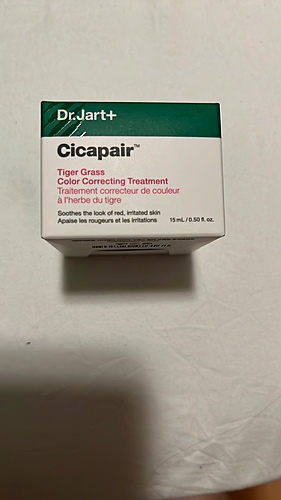 Dr.Jart+
Cicapair™
Tiger Grass
Color Correcting Treatment
Traitement correcteur de couleur
à l'herbe du tigre
Soothes the look of red, irritated skin
Apaise les rougeurs et les irritations
15 mL / 0.50 fl. oz.